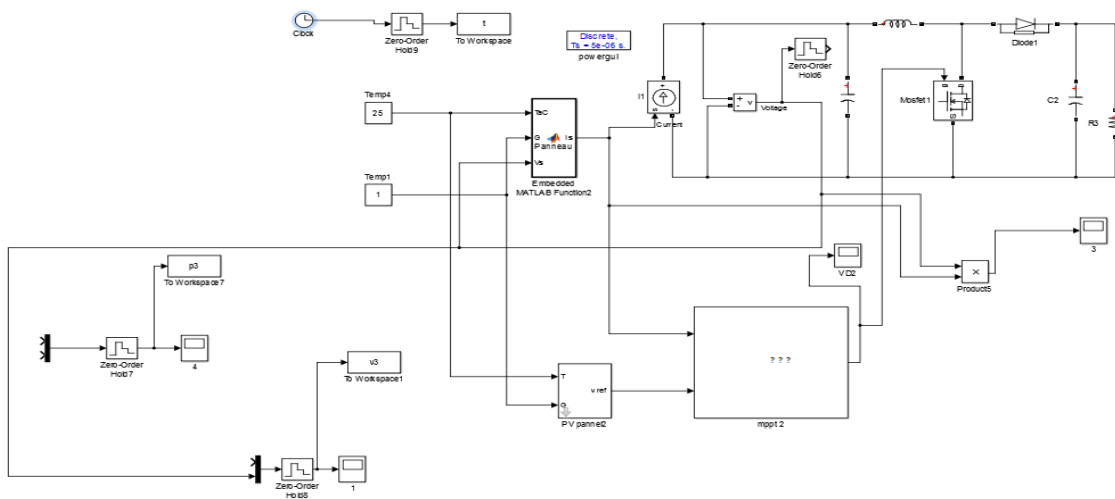 Clock
Zero-Order
Hold9
t
To Workspace
Discrete,
Ts = 5e-06 s.
powergui
Zero-Order
Hold6
Diode1
I1
+
-
s
Current
+
-
v
Voltage
Mosfet1
C2
R3
Temp4
25
TaC
G
Vs
Panneau
Is
Embedded
MATLAB Function2
Temp1
1
3
×
Product5
VD2
p3
To Workspace7
Zero-Order
Hold7
4
v3
To Workspace1
T
G
v ref
PV pannel2
? ? ?
mppt 2
Zero-Order
Hold8
1